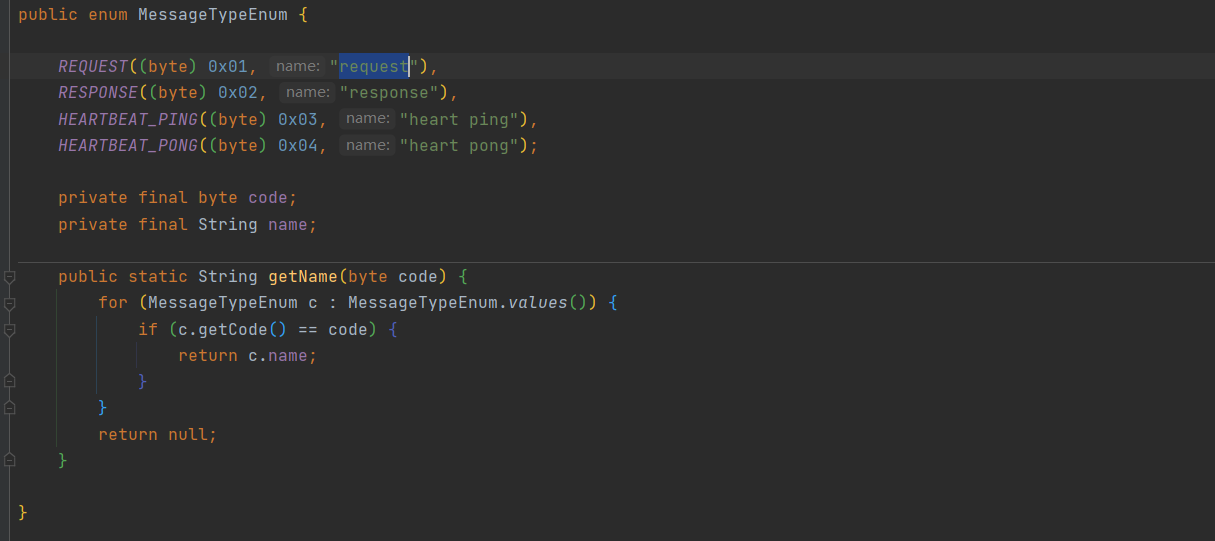 public enum MessageTypeEnum {
REQUEST((byte) 0x01, name: "request"),
RESPONSE((byte) 0x02, name: "response"),
HEARTBEAT_PING((byte) 0x03, name: "heart ping"),
HEARTBEAT_PONG((byte) 0x04, name: "heart pong");
private final byte code;
private final String name;
public static String getName(byte code) {
for (MessageTypeEnum c : MessageTypeEnum.values()) {
if (c.getCode() == code) {
return c.name;
}
}
return null;
}
}